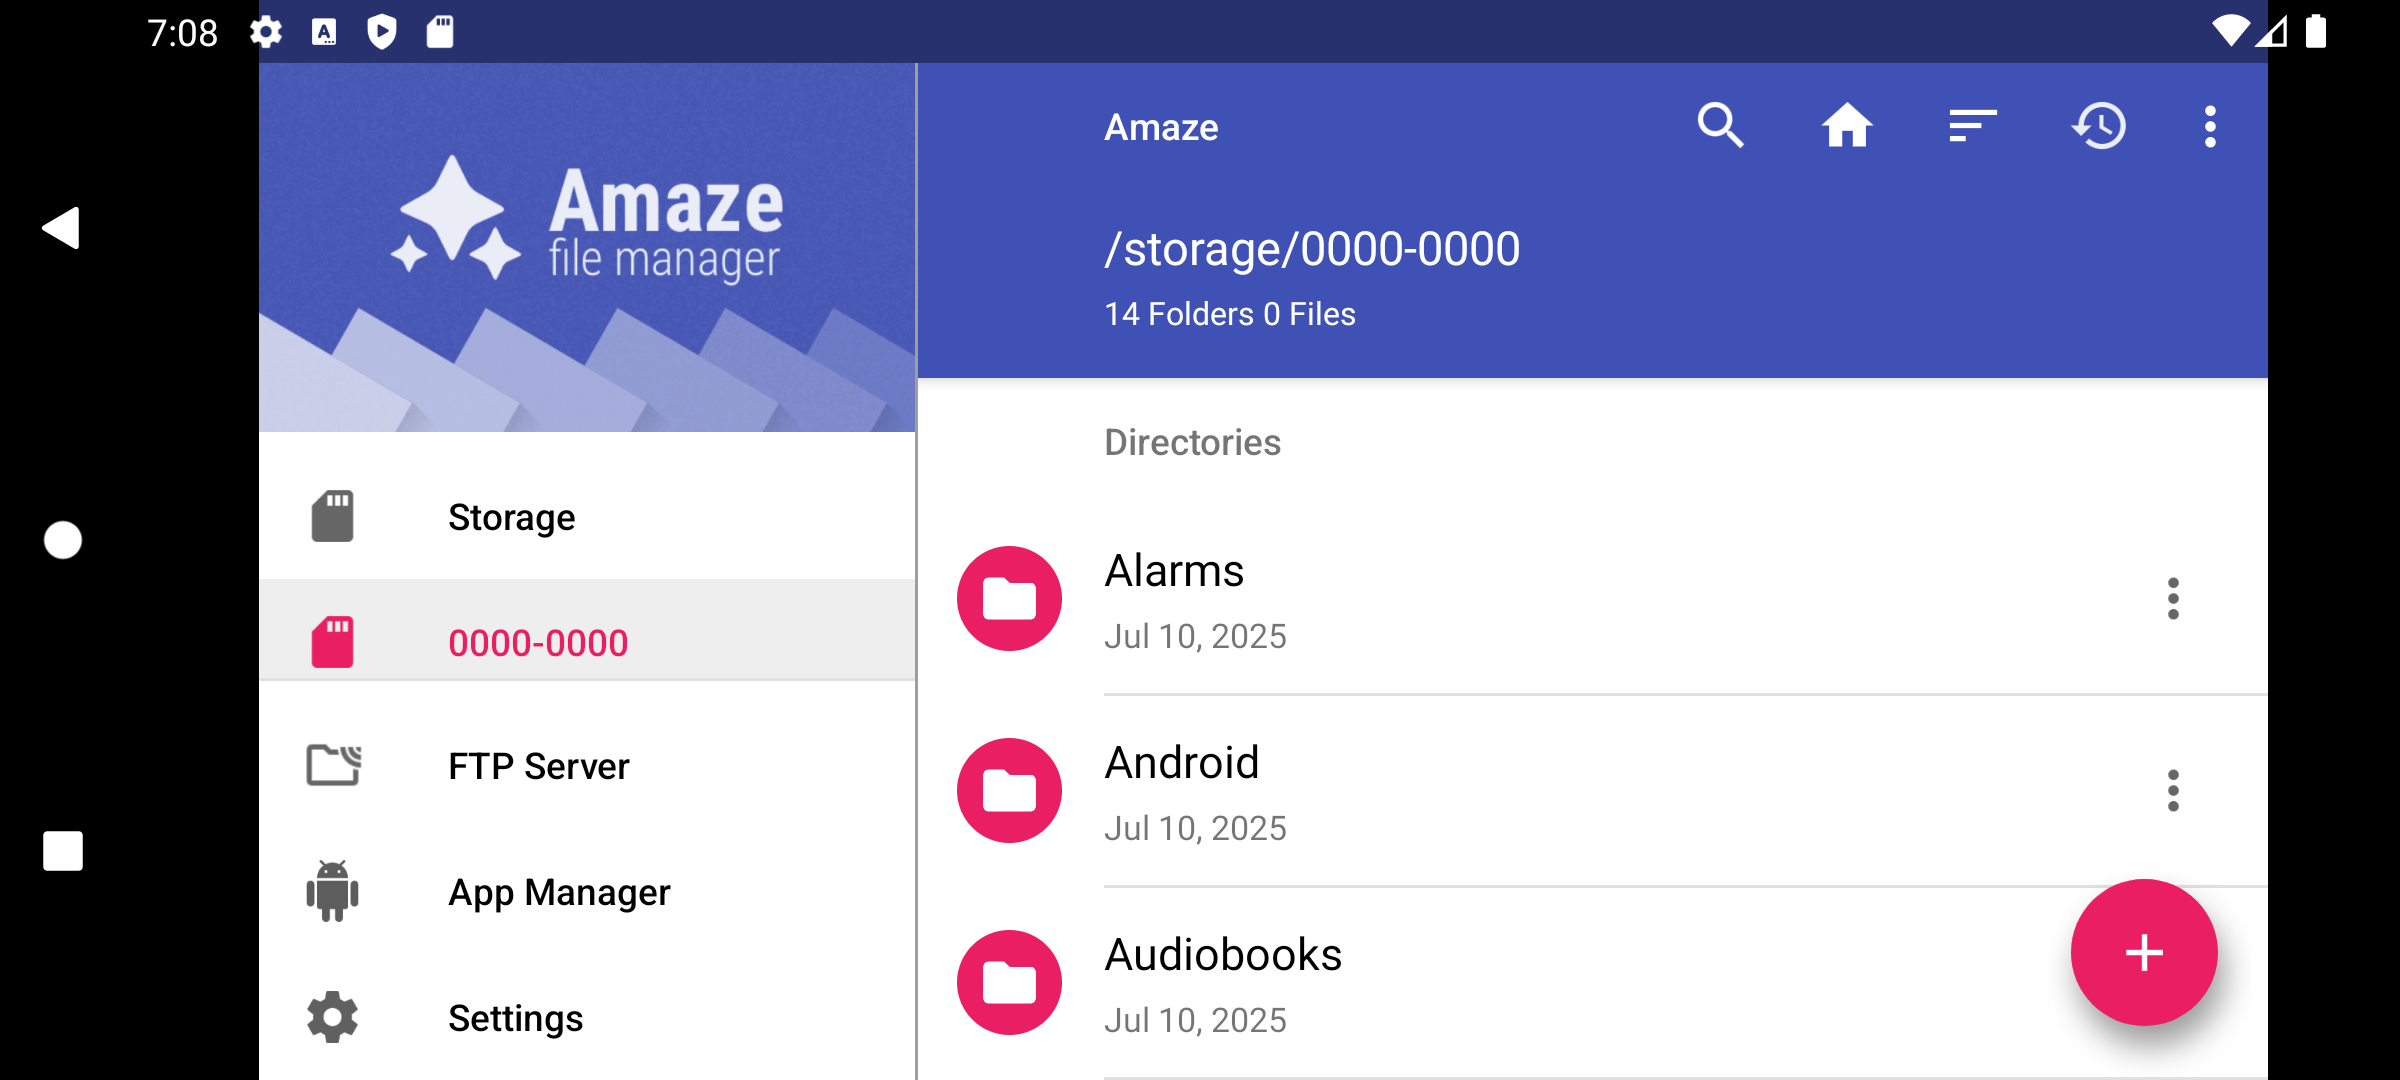 7:08
Amaze
file manager
Storage
0000-0000
FTP Server
App Manager
Settings
Amaze
/storage/0000-0000
14 Folders 0 Files
Directories
Alarms
Jul 10, 2025
Android
Jul 10, 2025
Audiobooks
Jul 10, 2025